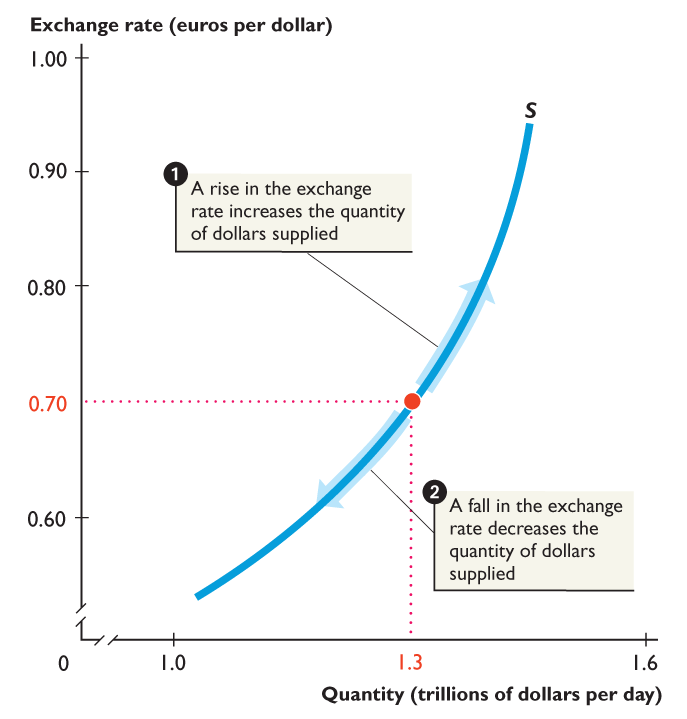 Exchange rate (euros per dollar)
1.00
S
0.90
1
A rise in the exchange
rate increases the quantity
of dollars supplied
0.80
0.70
0.60
2
A fall in the exchange
rate decreases the
quantity of dollars
supplied
0
1.0
1.3
1.6
Quantity (trillions of dollars per day)